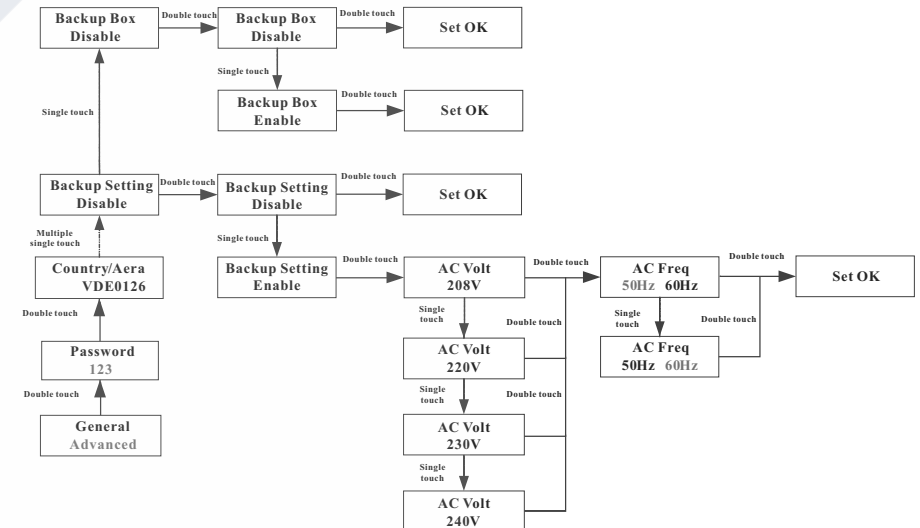 Backup Box
Disable
Double touch
Backup Box
Disable
Double touch
Set OK
Single touch
Backup Box
Enable
Double touch
Set OK
Single touch
Backup Setting
Disable
Double touch
Backup Setting
Disable
Double touch
Set OK
Multiple
single touch
Single touch
Country/Aera
VDE0126
Backup Setting
Enable
Double touch
AC Volt
208V
Double touch
AC Freq
50Hz 60Hz
Double touch
Set OK
Double touch
Single
touch
Double touch
Single
touch
Double touch
Password
123
AC Volt
220V
AC Freq
50Hz 60Hz
Double touch
Single
touch
Double touch
General
Advanced
AC Volt
230V
Single
touch
AC Volt
240V